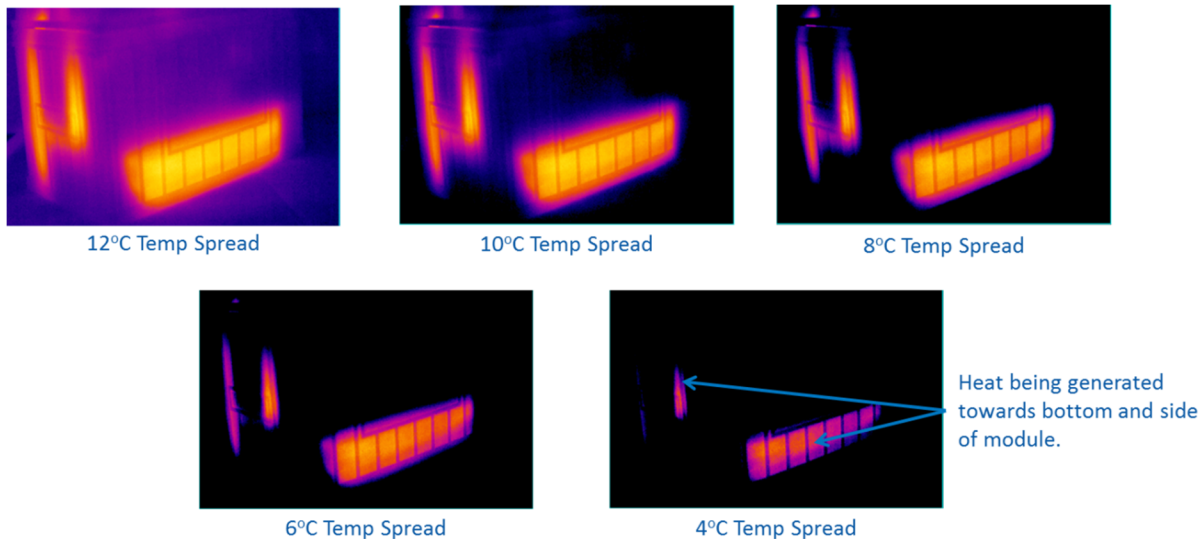 12°C Temp Spread
10°C Temp Spread
8°C Temp Spread
6°C Temp Spread
4°C Temp Spread
Heat being generated
towards bottom and side
of module.